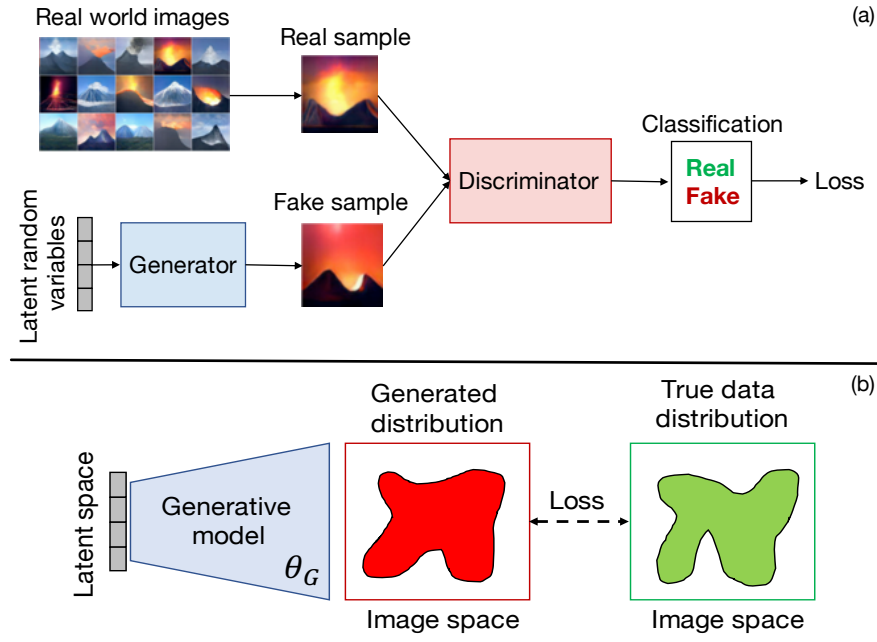 Real world images
(a)
Real sample
Classification
Discriminator
Real
Fake
Loss
Fake sample
Latent random
variables
Generator
(b)
Generated
distribution
True data
distribution
Latent space
Generative
model
θ_G
Loss
Image space
Image space